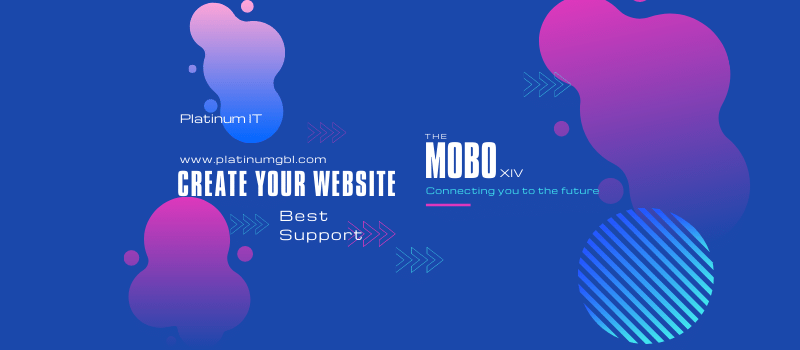 Platinum IT
www.platinumgbl.com
CREATE YOUR WEBSITE
Best
Support
THE
MOBO XIV
Connecting you to the future